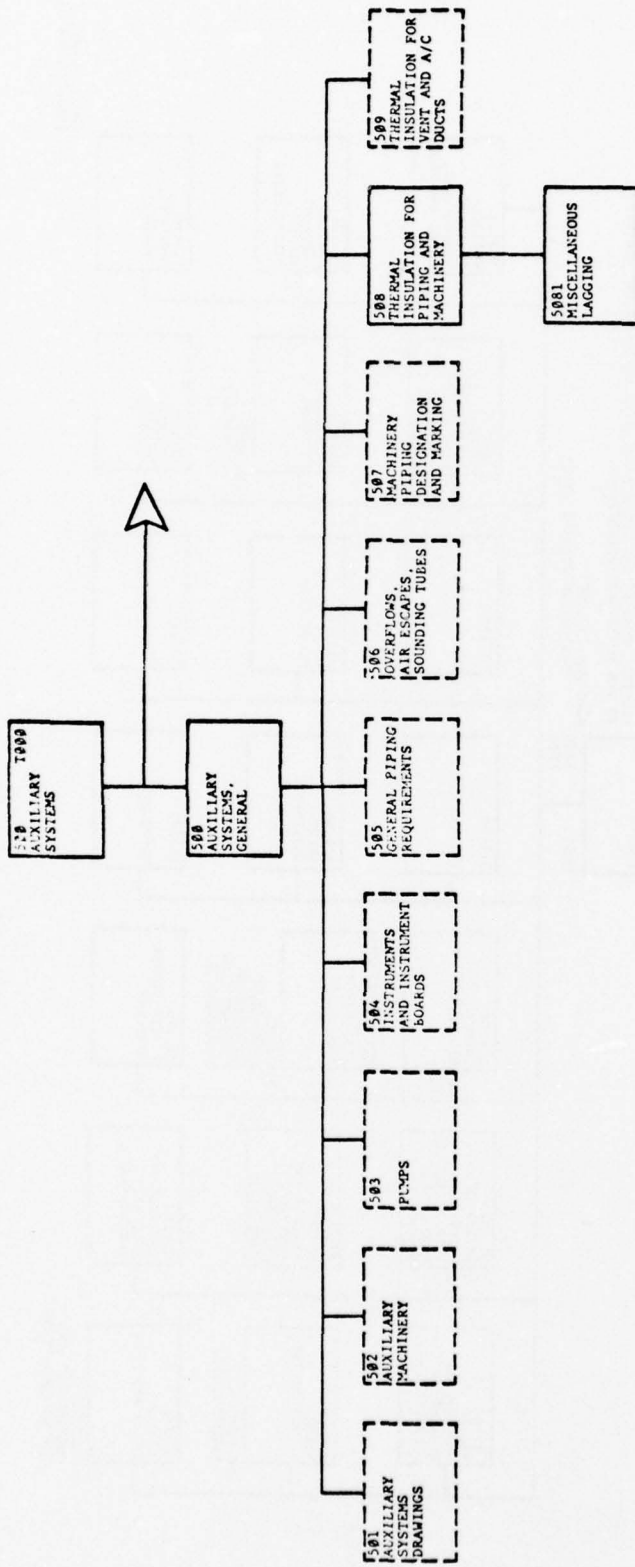 5?0 T000
AUXILIARY
SYSTEMS
500
AUXILIARY
SYSTEMS,
GENERAL
501
AUXILIARY
SYSTEMS
DRAWINGS
502
AUXILIARY
MACHINERY
503
PUMPS
504
INSTRUMENTS
AND INSTRUMENT
BOARDS
505
GENERAL PIPING
REQUIREMENTS
506
OVERFLOWS,
AIR ESCAPES,
SOUNDING TUBES
507
MACHINERY
PIPING
DESIGNATION
AND MARKING
508
THERMAL
INSULATION FOR
PIPING AND
MACHINERY
509
THERMAL
INSULATION FOR
VENT AND A/C
DUCTS
5081
MISCELLANEOUS
LAGGING